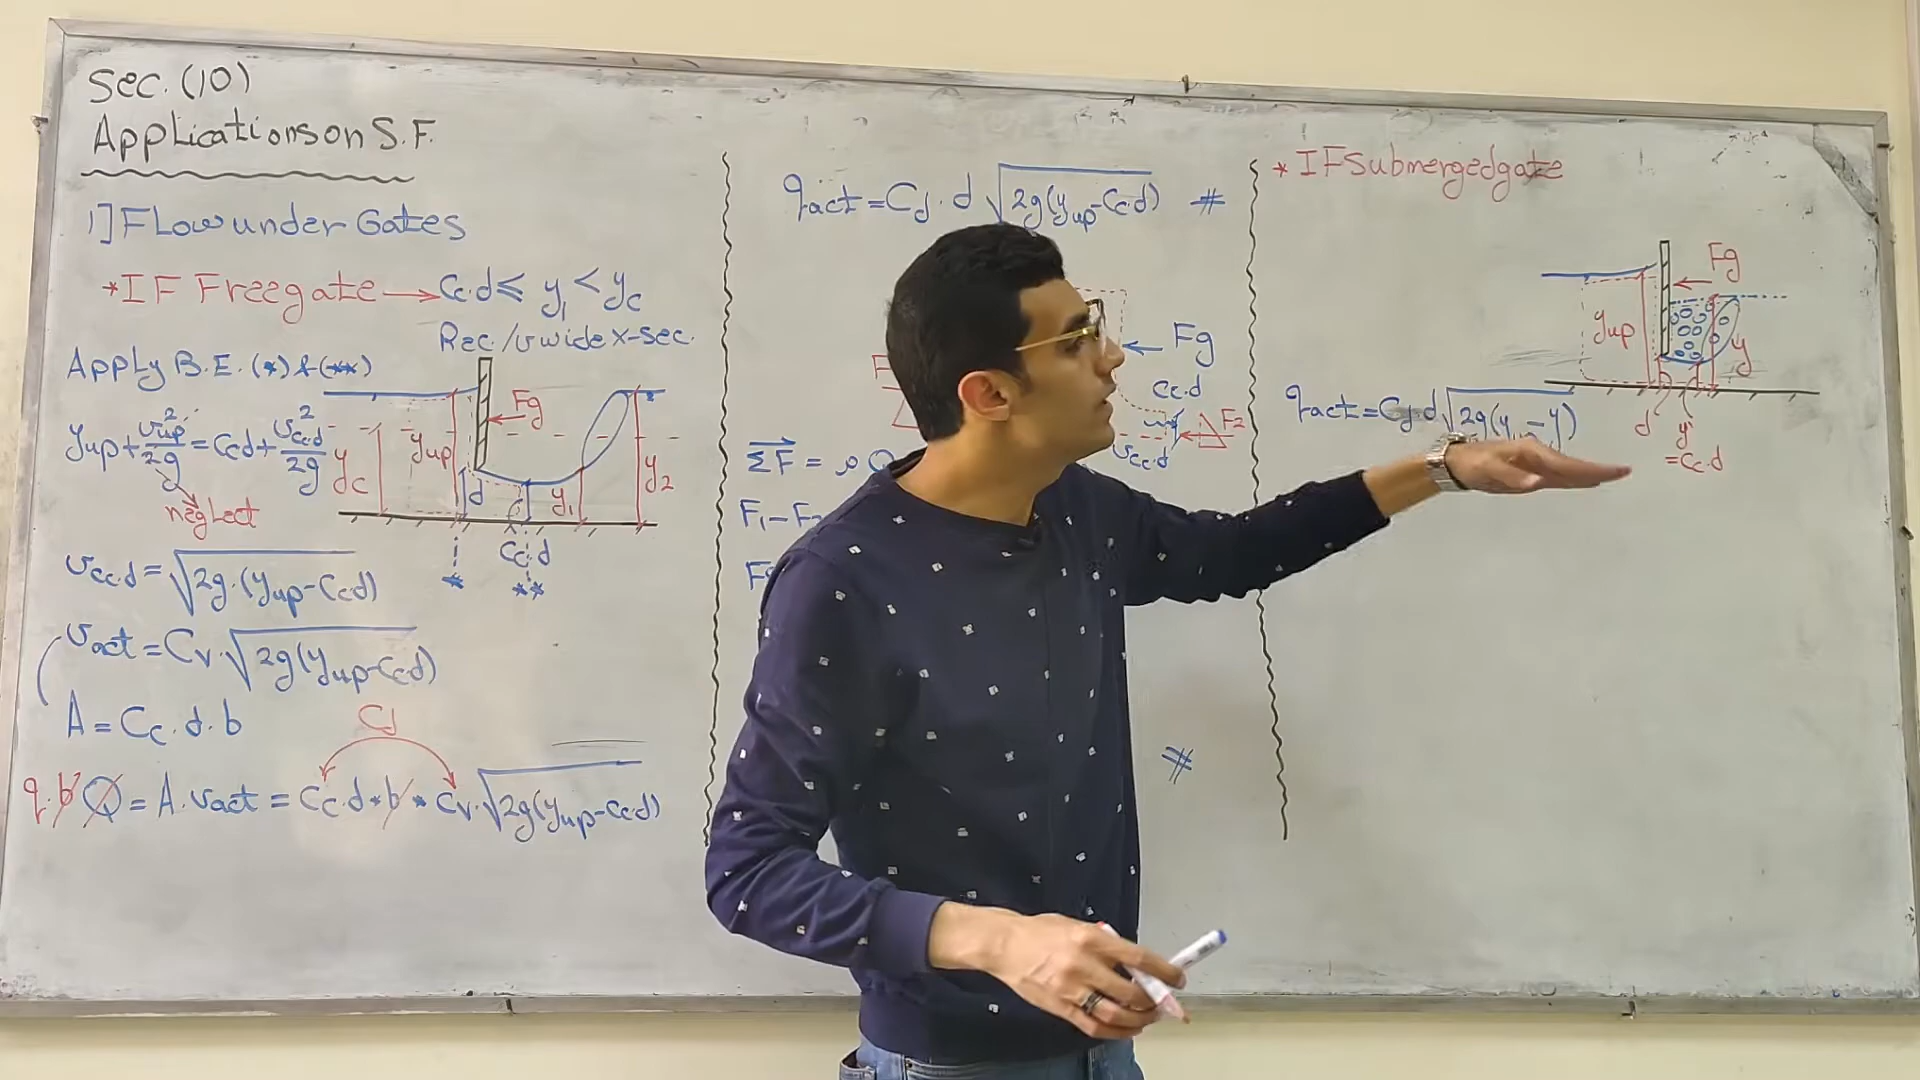 Sec. (10)
Applications on S.F.
1] Flow under Gates
* IF Free gate → Cc.d ≤ y1 < yc
Rec./v wide x-sec.
Apply B.E. (*) & (**)
yup + vup²/2g = Cc.d + vcc.d²/2g
neglect
yc
yup
Fg
d
y1
y2
Cc.d
*
**
vcc.d = √2g.(yup - Cc.d)
vact = Cv.√2g(yup - Cc.d)
A = Cc.d.b
Cd
q.b Q = A.vact = Cc.d * b * Cv.√2g(yup - Cc.d)
qact = Cd.d √2g(yup - Cc.d) #
Fg
Cc.d
F2
vcc.d
ΣF = ρQ
F1 - F
#
* IF Submerged gate
Fg
yup
y
qact = Cd.d √2g(yup - y)
d
y'
= Cc.d